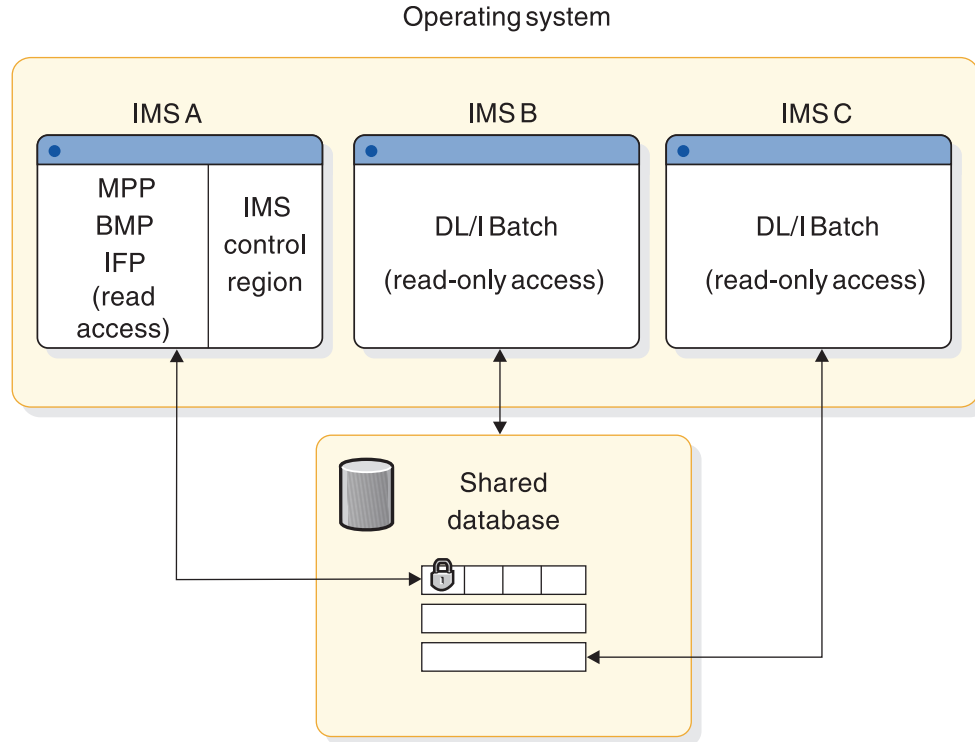 Operating system
IMS A
IMS B
IMS C
MPP
BMP
IFP
(read
access)
IMS
control
region
DL/I Batch
(read-only access)
DL/I Batch
(read-only access)
Shared
database